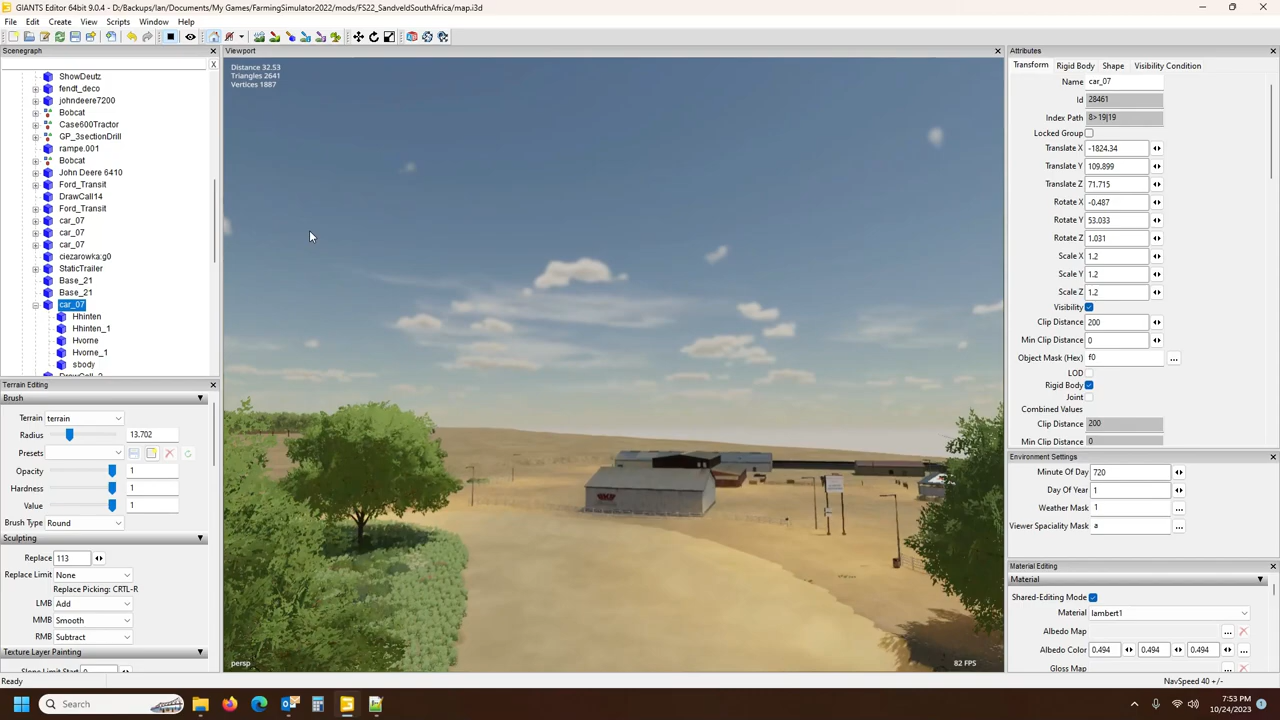 GIANTS Editor 64bit 9.0.4 - D:/Backups/Ian/Documents/My Games/FarmingSimulator2022/mods/FS22_SandveldSouthAfrica/map.i3d
File Edit Create View Scripts Window Help
Scenegraph
ShowDeutz
fendt_deco
johndeere7200
Bobcat
Case600Tractor
GP_3sectionDrill
rampe.001
Bobcat
John Deere 6410
Ford_Transit
DrawCall14
Ford_Transit
car_07
car_07
car_07
ciezarowka:g0
StaticTrailer
Base_21
Base_21
car_07
Hhinten
Hhinten_1
Hvorne
Hvorne_1
sbody
Terrain Editing
Brush
Terrain terrain
Radius 13.702
Presets
Opacity 1
Hardness 1
Value 1
Brush Type Round
Sculpting
Replace 113
Replace Limit None
Replace Picking: CRTL-R
LMB Add
MMB Smooth
RMB Subtract
Texture Layer Painting
Viewport
Distance 32.53
Triangles 2641
Vertices 1887
persp
82 FPS
Attributes
Transform Rigid Body Shape Visibility Condition
Name car_07
Id 28461
Index Path 8>19|19
Locked Group
Translate X -1824.34
Translate Y 109.899
Translate Z 71.715
Rotate X -0.487
Rotate Y 53.033
Rotate Z 1.031
Scale X 1.2
Scale Y 1.2
Scale Z 1.2
Visibility
Clip Distance 200
Min Clip Distance 0
Object Mask (Hex) f0 ...
LOD
Rigid Body
Joint
Combined Values
Clip Distance 200
Min Clip Distance 0
Environment Settings
Minute Of Day 720
Day Of Year 1
Weather Mask 1 ...
Viewer Spaciality Mask a ...
Material Editing
Material
Shared-Editing Mode
Material lambert1
Albedo Map ...
Albedo Color 0.494 0.494 0.494 ...
Gloss Map ...
Ready
NavSpeed 40 +/-
Search
7:53 PM
10/24/2023